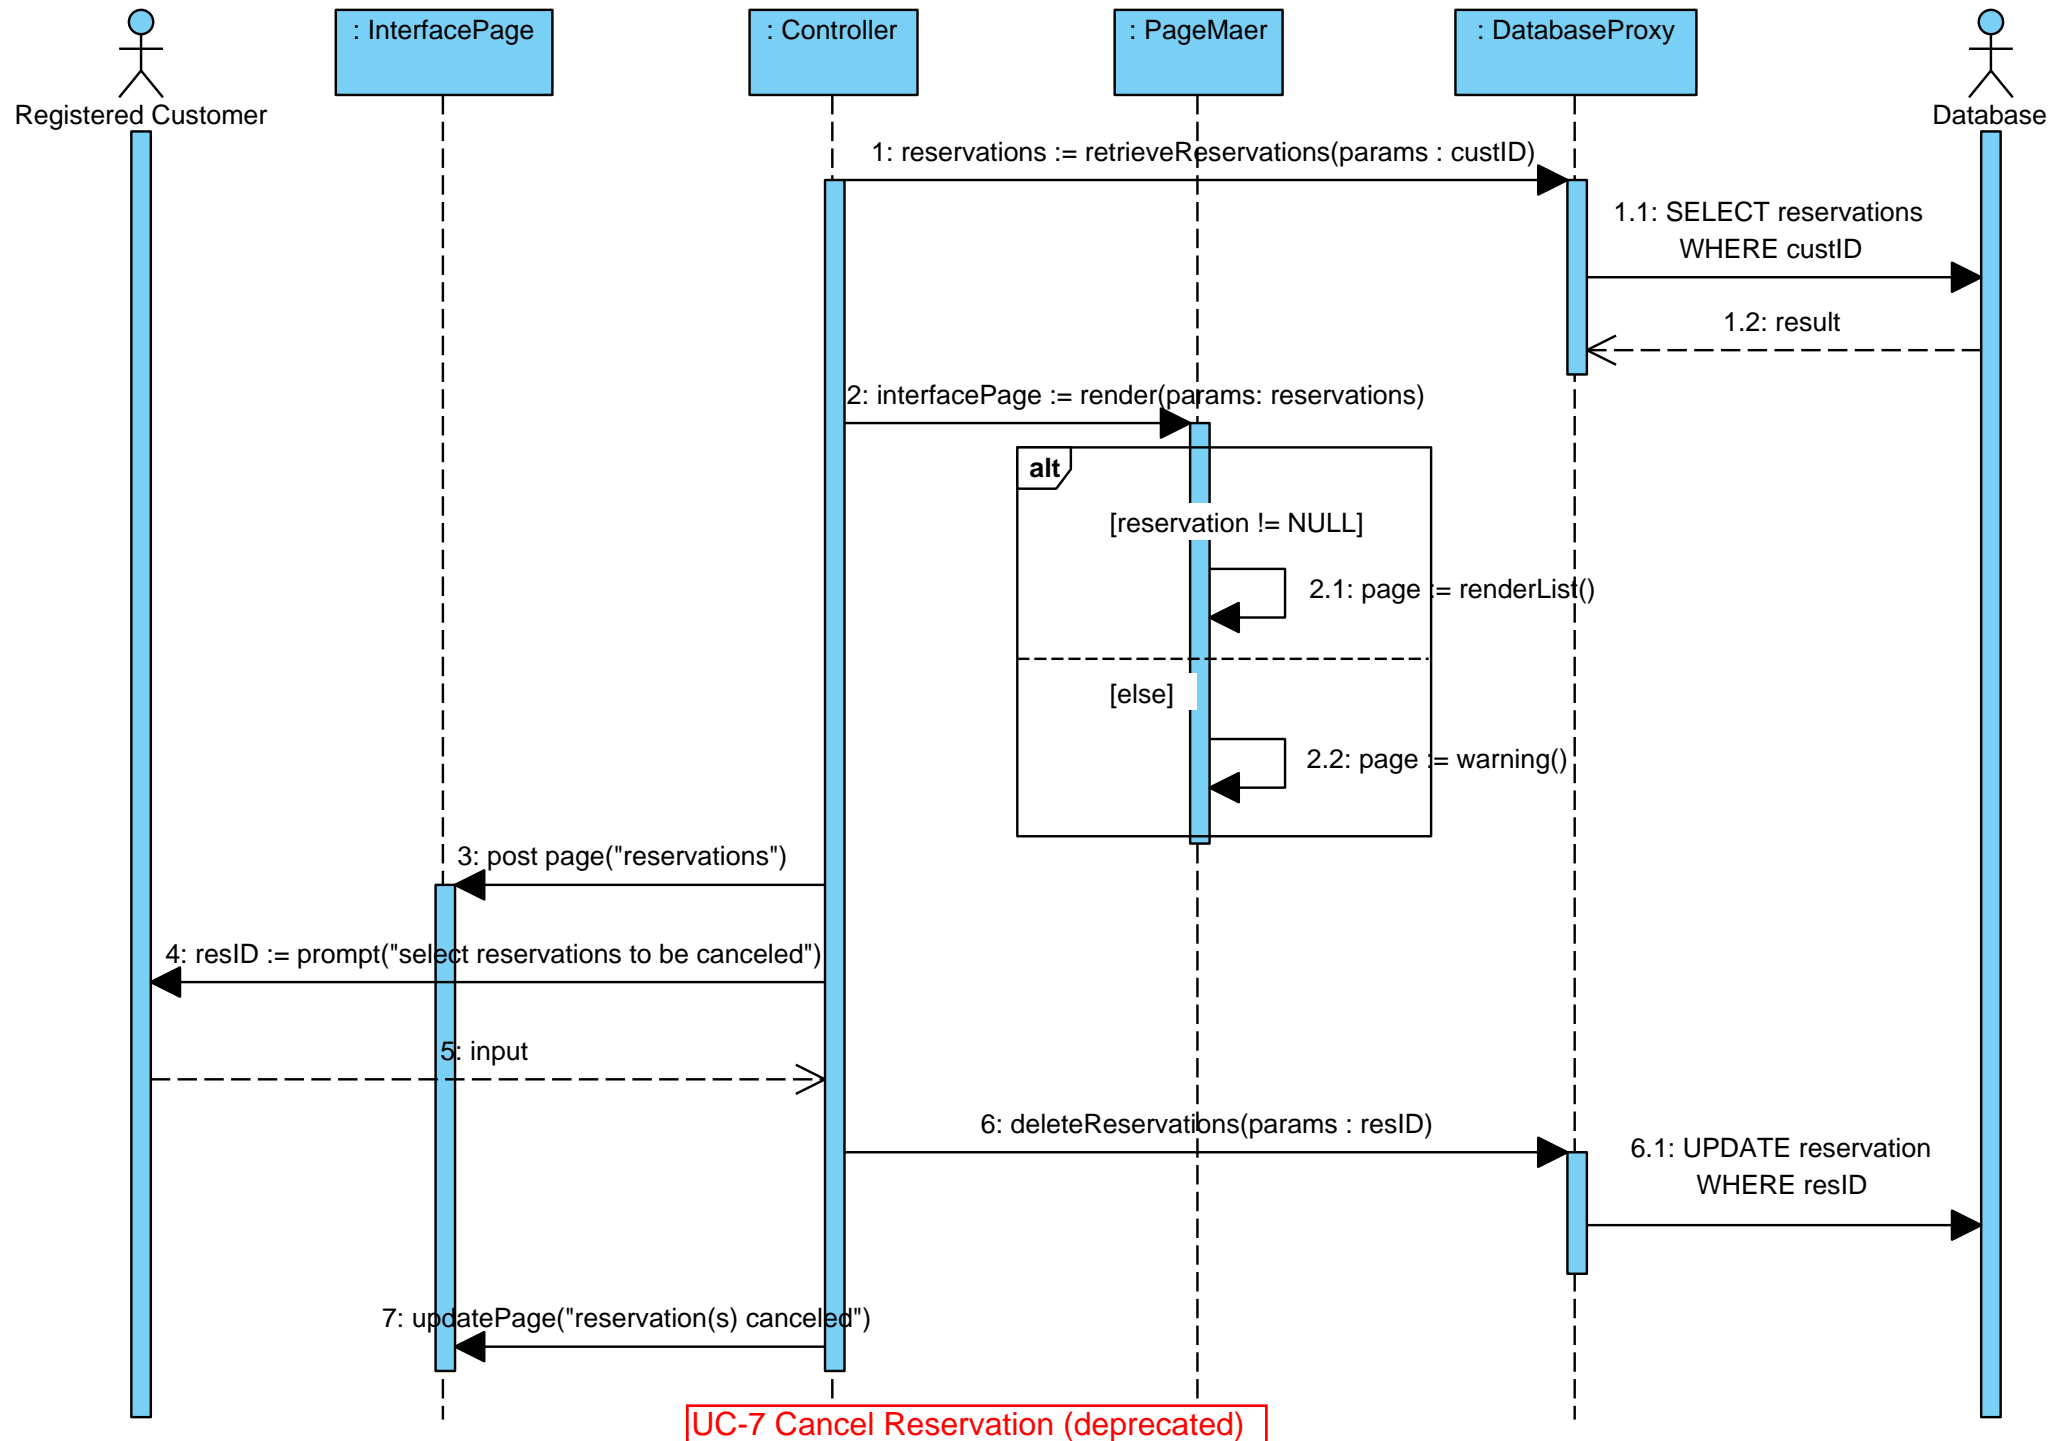 : InterfacePage
: Controller
: PageMaer
: DatabaseProxy
Registered Customer
Database
1: reservations := retrieveReservations(params : custID)
1.1: SELECT reservations
WHERE custID
1.2: result
2: interfacePage := render(params: reservations)
alt
[reservation != NULL]
2.1: page := renderList()
[else]
2.2: page := warning()
3: post page("reservations")
4: resID := prompt("select reservations to be canceled")
5: input
6: deleteReservations(params : resID)
6.1: UPDATE reservation
WHERE resID
7: updatePage("reservation(s) canceled")
UC-7 Cancel Reservation (deprecated)